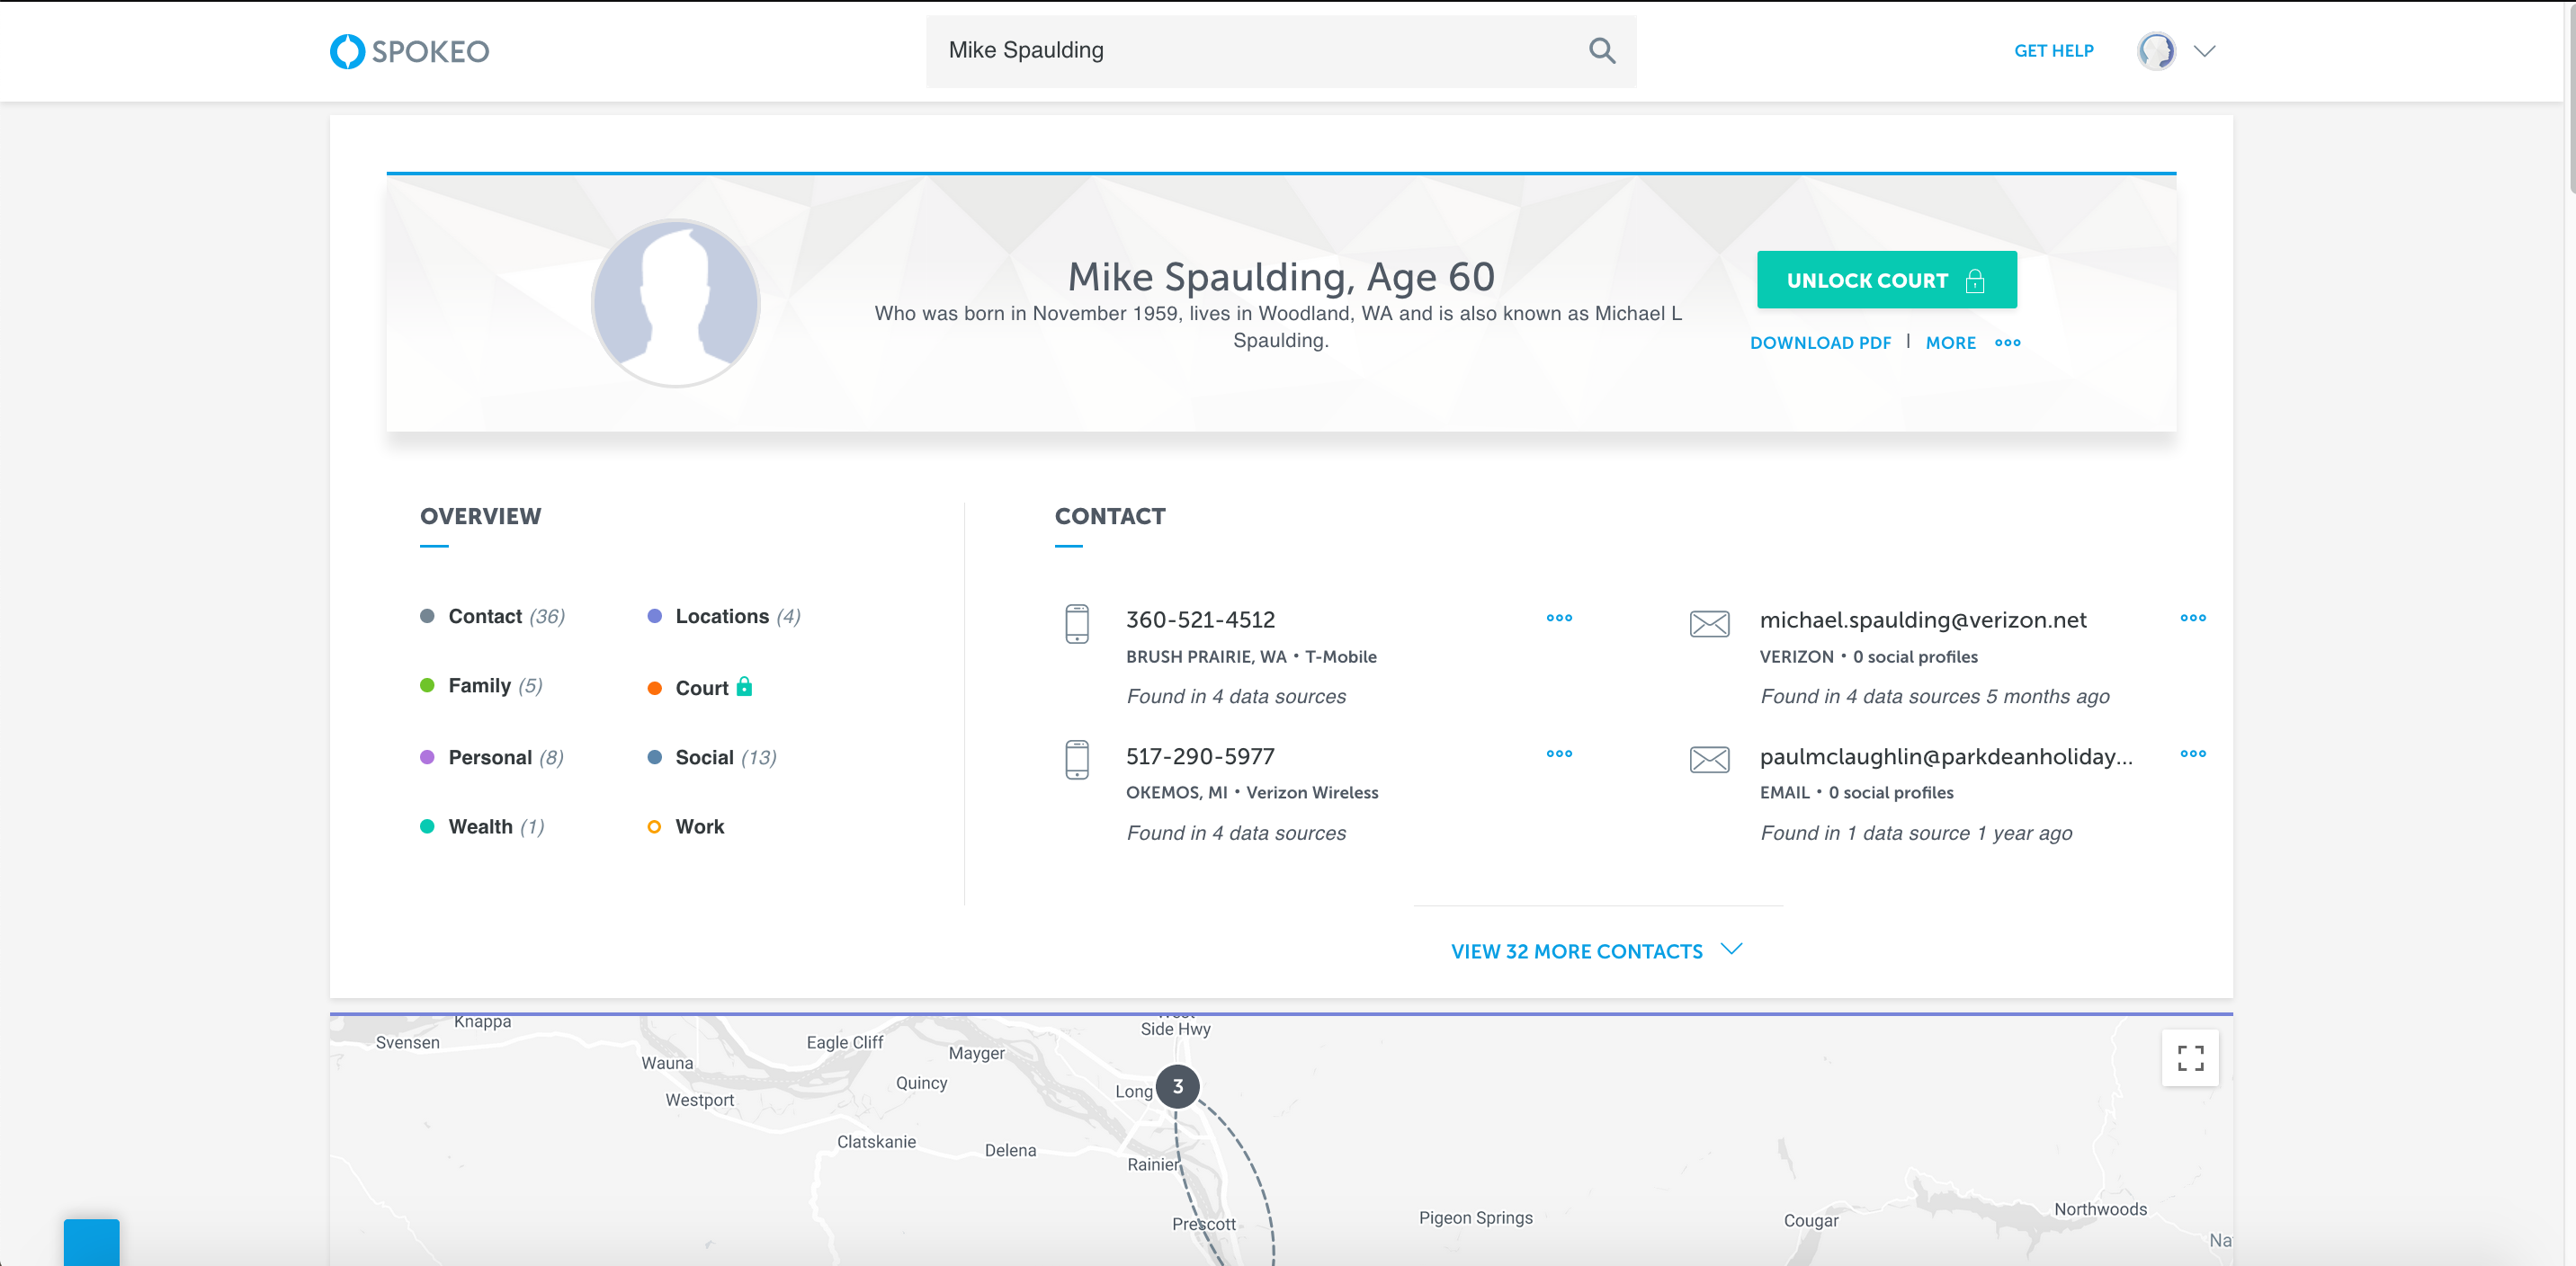 SPOKEO
Mike Spaulding
GET HELP
Mike Spaulding, Age 60
Who was born in November 1959, lives in Woodland, WA and is also known as Michael L
Spaulding.
UNLOCK COURT
DOWNLOAD PDF | MORE
OVERVIEW
Contact (36)
Locations (4)
Family (5)
Court
Personal (8)
Social (13)
Wealth (1)
Work
CONTACT
360-521-4512
BRUSH PRAIRIE, WA • T-Mobile
Found in 4 data sources
michael.spaulding@verizon.net
VERIZON • 0 social profiles
Found in 4 data sources 5 months ago
517-290-5977
OKEMOS, MI • Verizon Wireless
Found in 4 data sources
paulmclaughlin@parkdeanholiday...
EMAIL • 0 social profiles
Found in 1 data source 1 year ago
VIEW 32 MORE CONTACTS
Knappa
Svensen
Wauna
Westport
Eagle Cliff
Mayger
Quincy
Clatskanie
Delena
Side Hwy
Long
3
Rainier
Prescott
Pigeon Springs
Cougar
Northwoods
Na